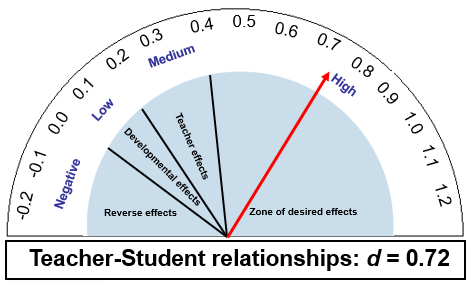 -0.2
-0.1
0.0
0.1
0.2
0.3
0.4
0.5
0.6
0.7
0.8
0.9
1.0
1.1
1.2
Negative
Low
Medium
High
Reverse effects
Developmental effects
Teacher effects
Zone of desired effects
Teacher-Student relationships: d = 0.72